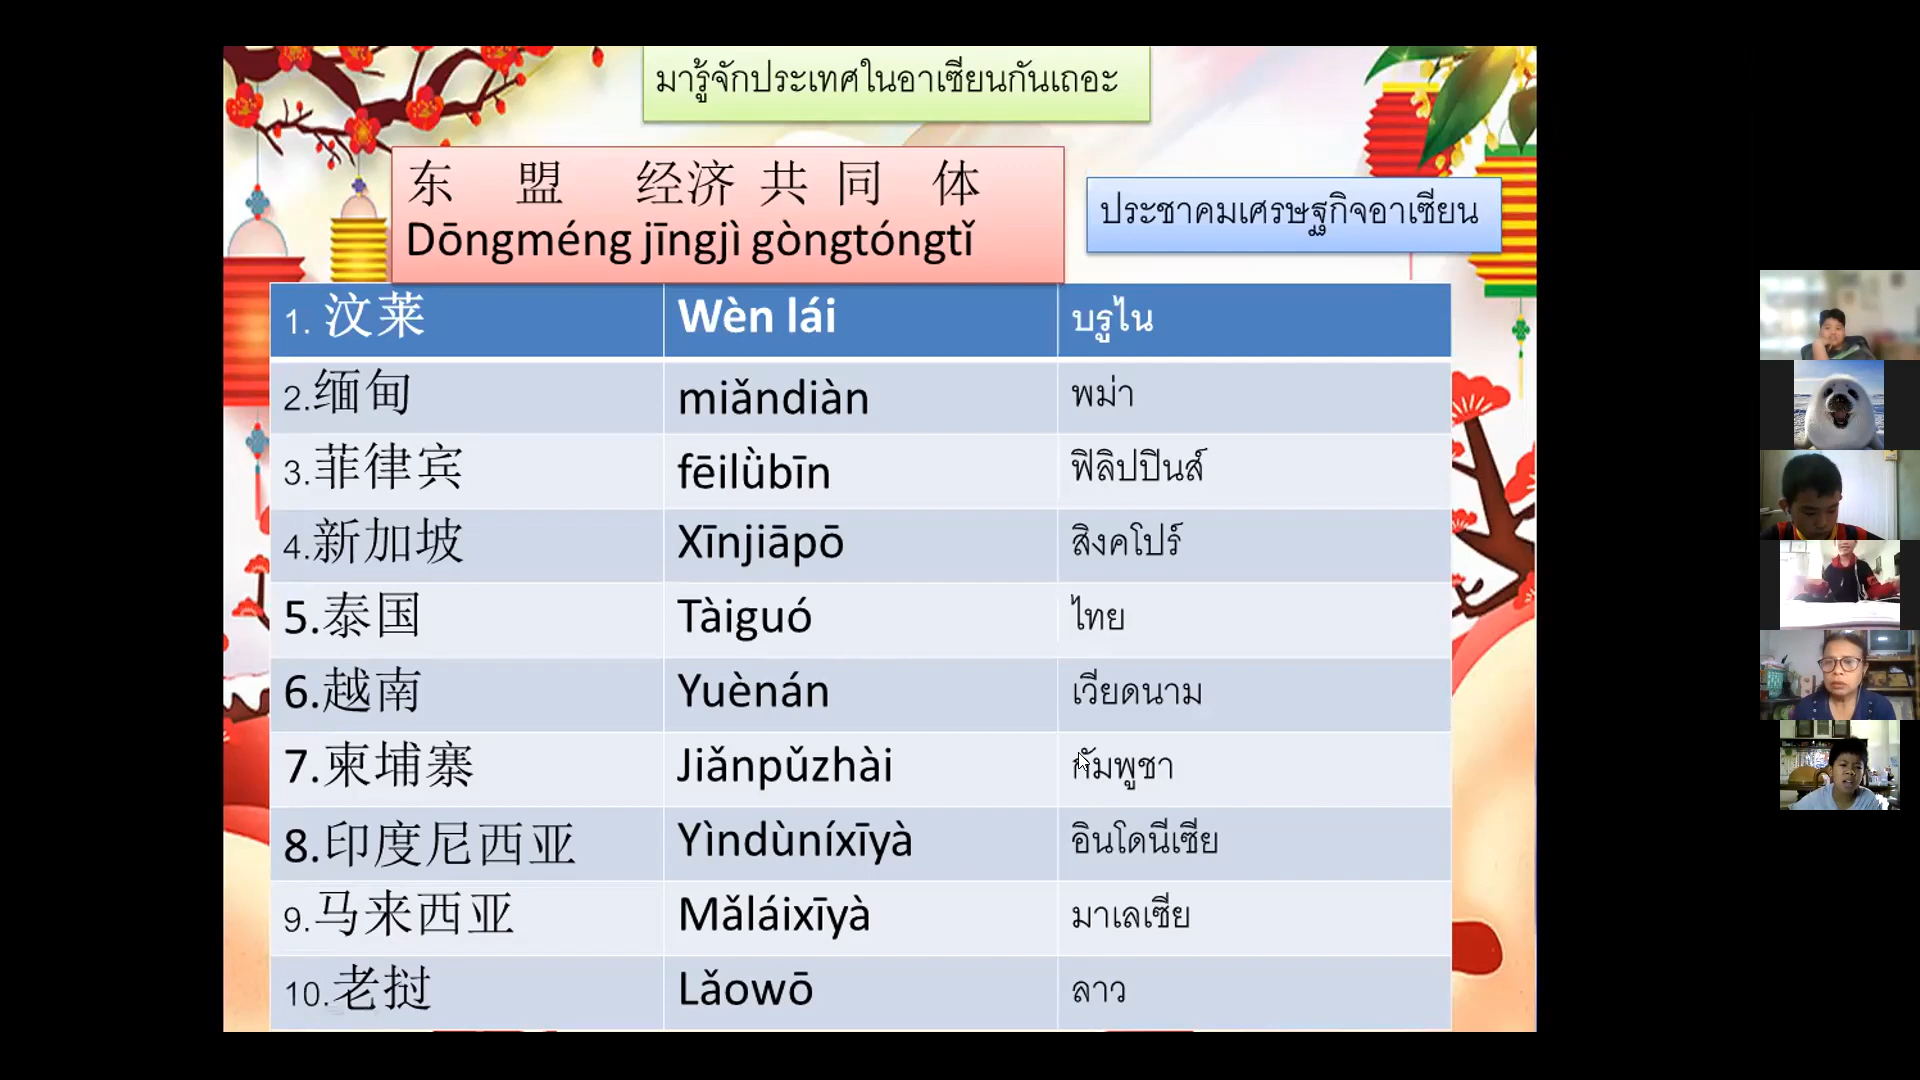 มารู้จักประเทศในอาเซียนกันเถอะ
东 盟 经济 共 同 体
Dōngméng jīngjì gòngtóngtǐ
ประชาคมเศรษฐกิจอาเซียน
1. 汶莱 Wèn lái บรูไน
2.缅甸 miǎndiàn พม่า
3.菲律宾 fēilǜbīn ฟิลิปปินส์
4.新加坡 Xīnjiāpō สิงคโปร์
5.泰国 Tàiguó ไทย
6.越南 Yuènán เวียดนาม
7.柬埔寨 Jiǎnpǔzhài กัมพูชา
8.印度尼西亚 Yìndùníxīyà อินโดนีเซีย
9.马来西亚 Mǎláixīyà มาเลเซีย
10.老挝 Lǎowō ลาว